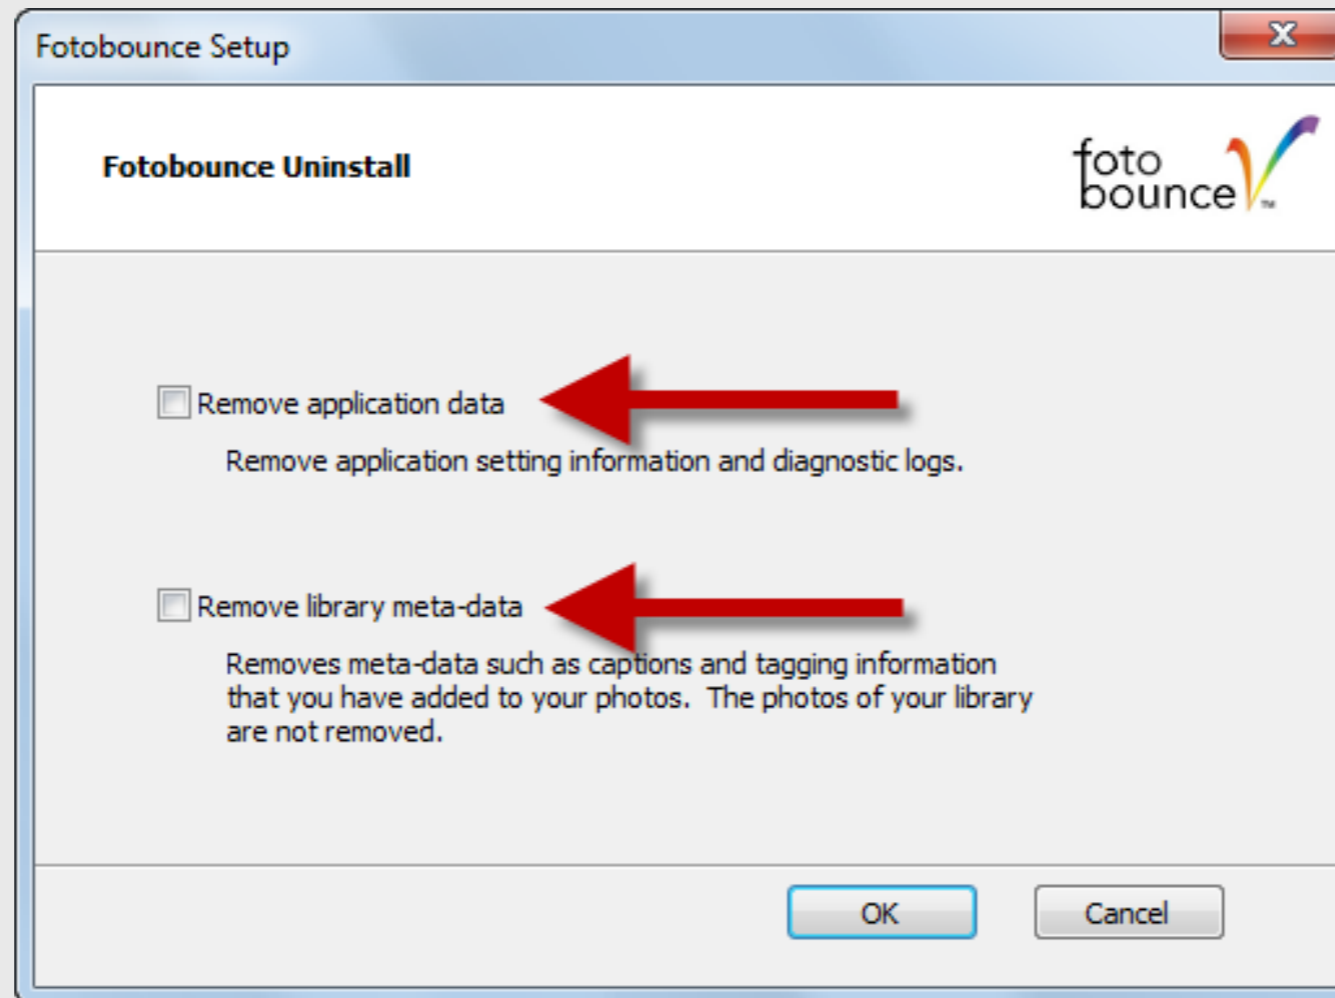 Fotobounce Setup
x
Fotobounce Uninstall
foto
bounce
TM
Remove application data
Remove application setting information and diagnostic logs.
Remove library meta-data
Removes meta-data such as captions and tagging information
that you have added to your photos.  The photos of your library
are not removed.
OK
Cancel